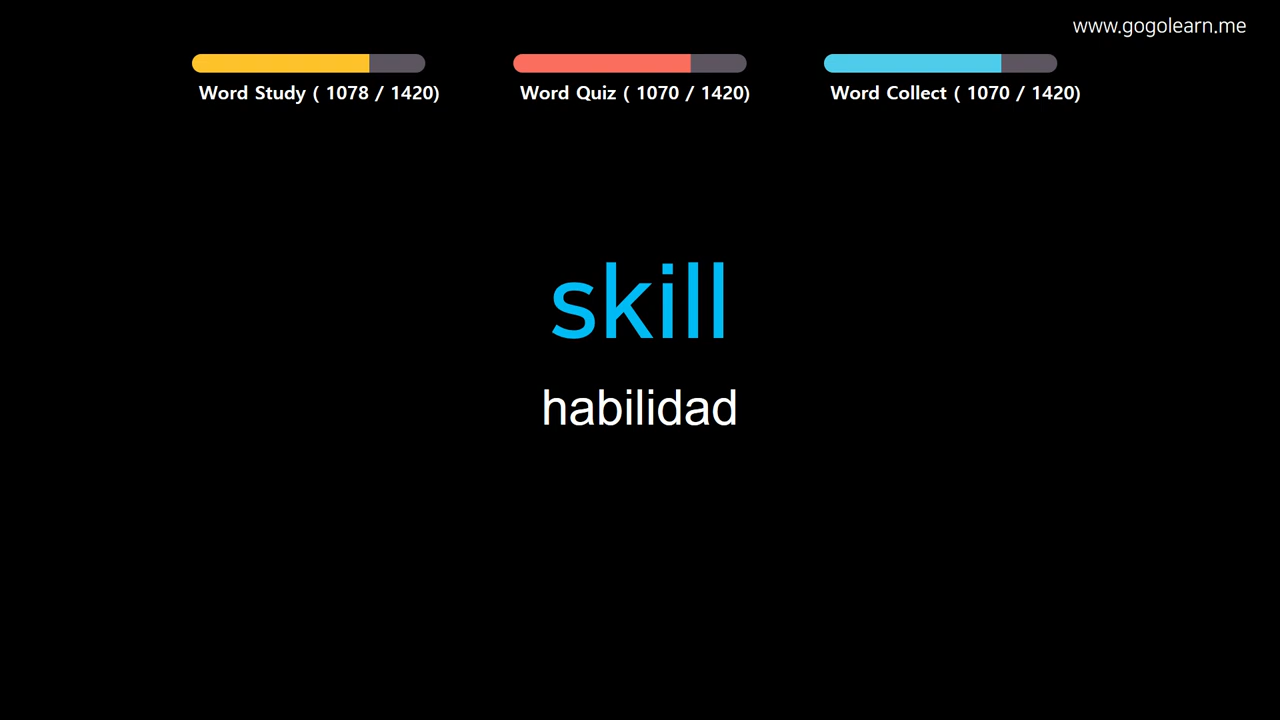 www.gogolearn.me
Word Study ( 1078 / 1420)
Word Quiz ( 1070 / 1420)
Word Collect ( 1070 / 1420)
skill
habilidad